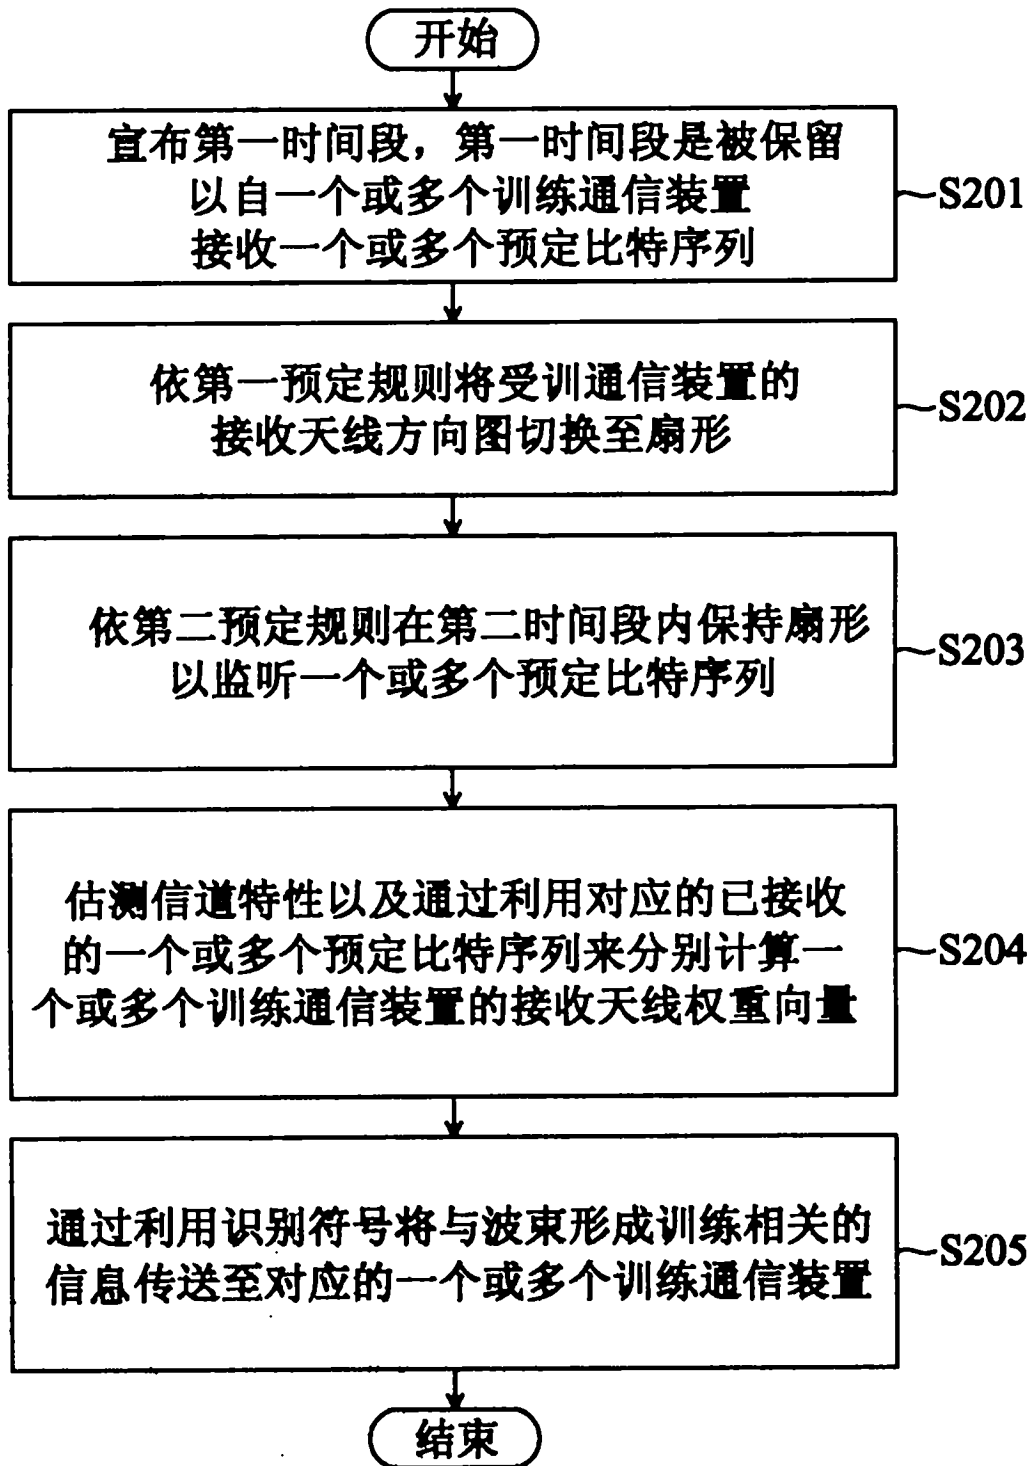 开始
宣布第一时间段，第一时间段是被保留
以自一个或多个训练通信装置
接收一个或多个预定比特序列
S201
依第一预定规则将受训通信装置的
接收天线方向图切换至扇形
S202
依第二预定规则在第二时间段内保持扇形
以监听一个或多个预定比特序列
S203
估测信道特性以及通过利用对应的已接收
的一个或多个预定比特序列来分别计算一
个或多个训练通信装置的接收天线权重向量
S204
通过利用识别符号将与波束形成训练相关的
信息传送至对应的一个或多个训练通信装置
S205
结束